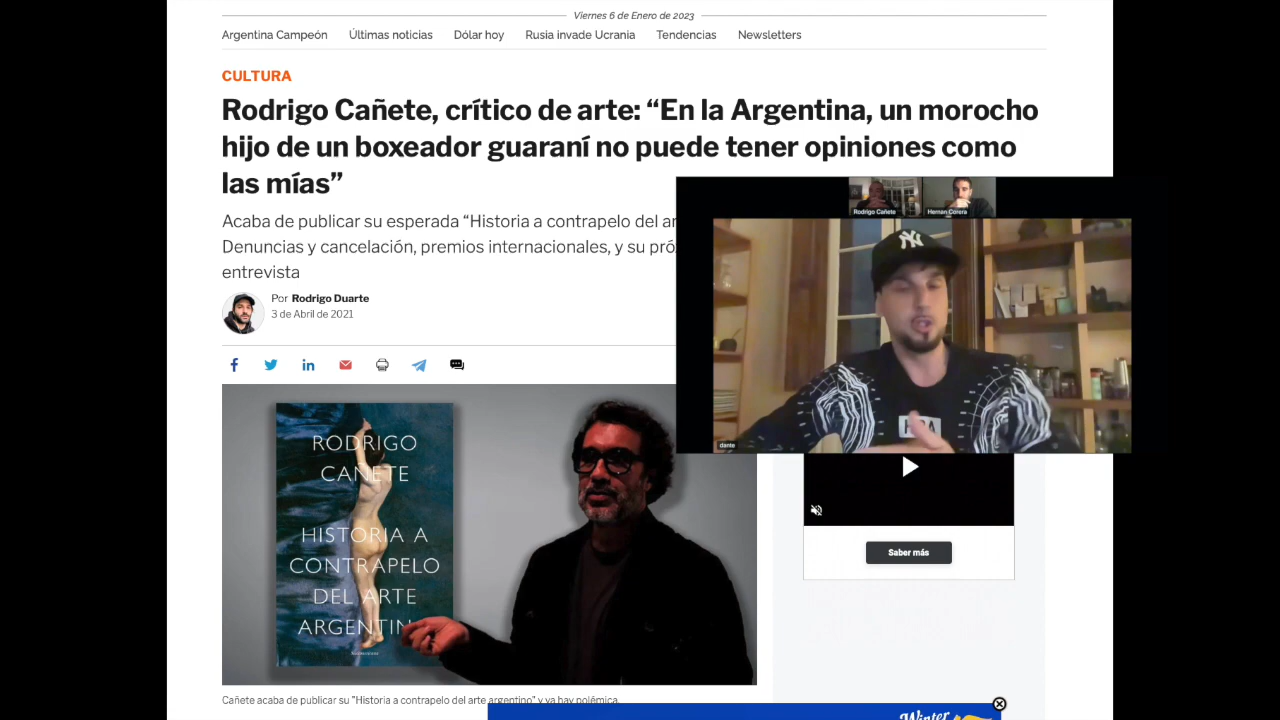 Viernes 6 de Enero de 2023
Argentina Campeón Últimas noticias Dólar hoy Rusia invade Ucrania Tendencias Newsletters
CULTURA
Rodrigo Cañete, crítico de arte: “En la Argentina, un morocho
hijo de un boxeador guaraní no puede tener opiniones como
las mías”
Acaba de publicar su esperada “Historia a contrapelo del ar
Denuncias y cancelación, premios internacionales, y su pró
entrevista
Por Rodrigo Duarte
3 de Abril de 2021
Rodrigo Cañete
Hernan Corera
NY
dante
RODRIGO
CAÑETE
HISTORIA A
CONTRAPELO
DEL ARTE
ARGENTIN
Saber más
Cañete acaba de publicar su "Historia a contrapelo del arte argentino" y ya hay polémica.
Winter